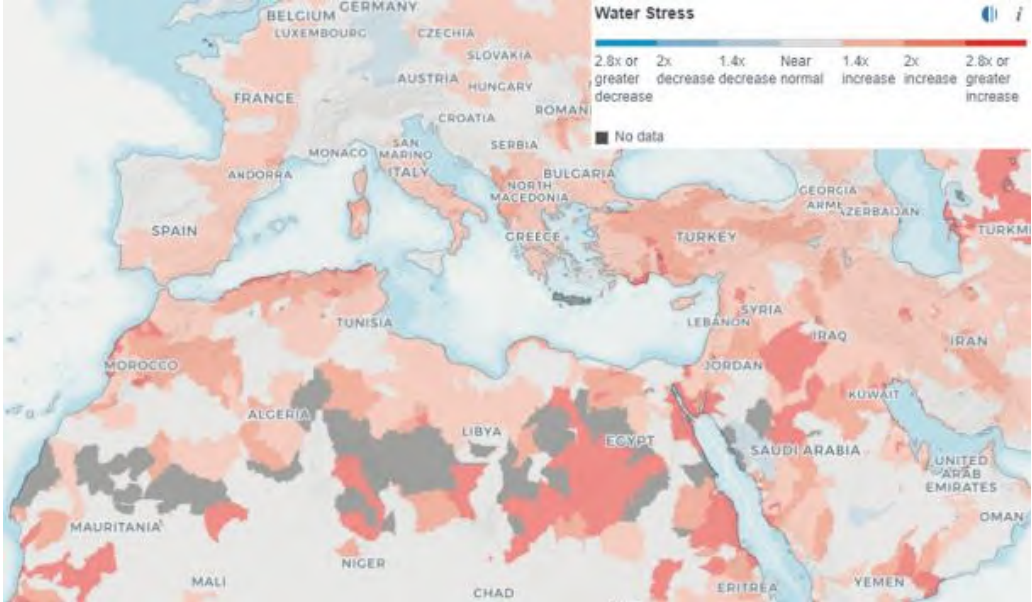 Water Stress
i
2.8x or greater decrease
2x decrease
1.4x decrease
Near normal
1.4x increase
2x increase
2.8x or greater increase
No data
BELGIUM
GERMANY
LUXEMBOURG
CZECHIA
SLOVAKIA
AUSTRIA
HUNGARY
FRANCE
CROATIA
ROMANI
MONACO
SAN MARINO
SERBIA
ANDORRA
ITALY
BULGARIA
NORTH MACEDONIA
GEORGIA
ARME
AZERBAIJAN
SPAIN
GREECE
TURKEY
TURKM
TUNISIA
SYRIA
LEBANON
IRAQ
IRAN
MOROCCO
JORDAN
KUWAIT
ALGERIA
LIBYA
EGYPT
SAUDI ARABIA
UNITED ARAB EMIRATES
OMAN
MAURITANIA
NIGER
MALI
CHAD
ERITREA
YEMEN